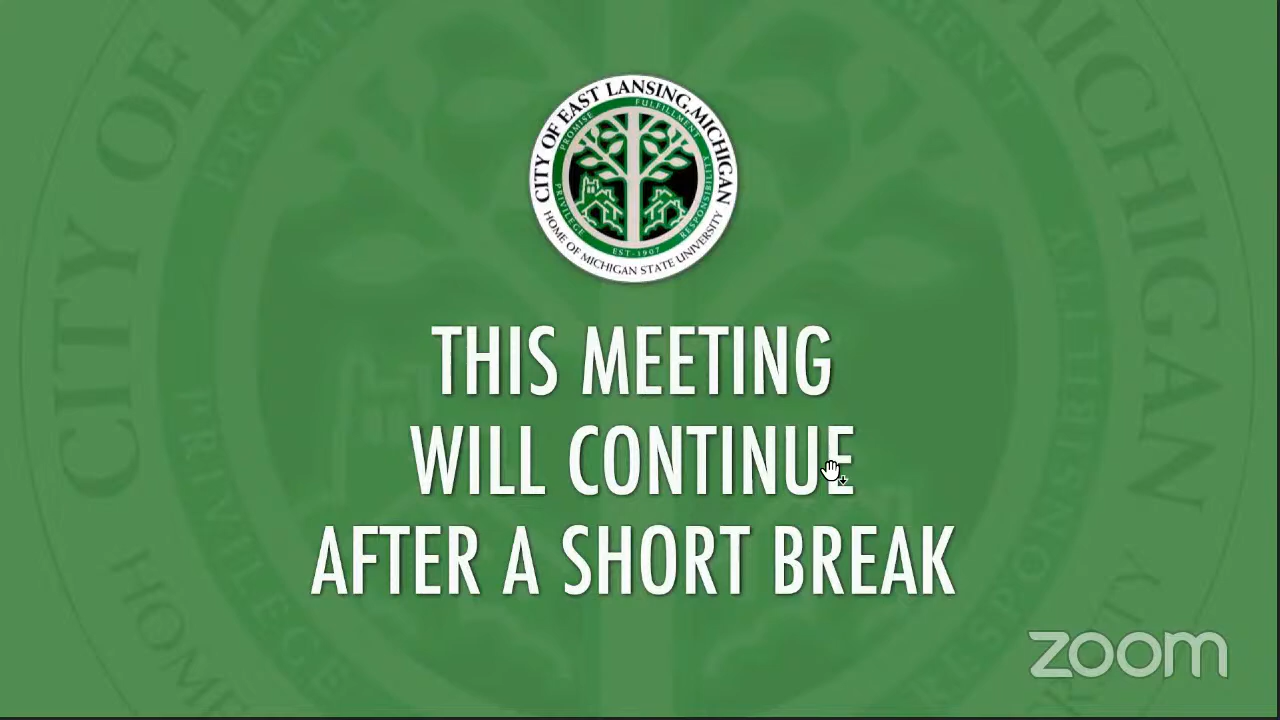 CITY OF EAST LANSING, MICHIGAN
PROMISE
FULFILLMENT
PRIVILEGE
RESPONSIBILITY
EST·1907
HOME OF MICHIGAN STATE UNIVERSITY
THIS MEETING
WILL CONTINUE
AFTER A SHORT BREAK
zoom